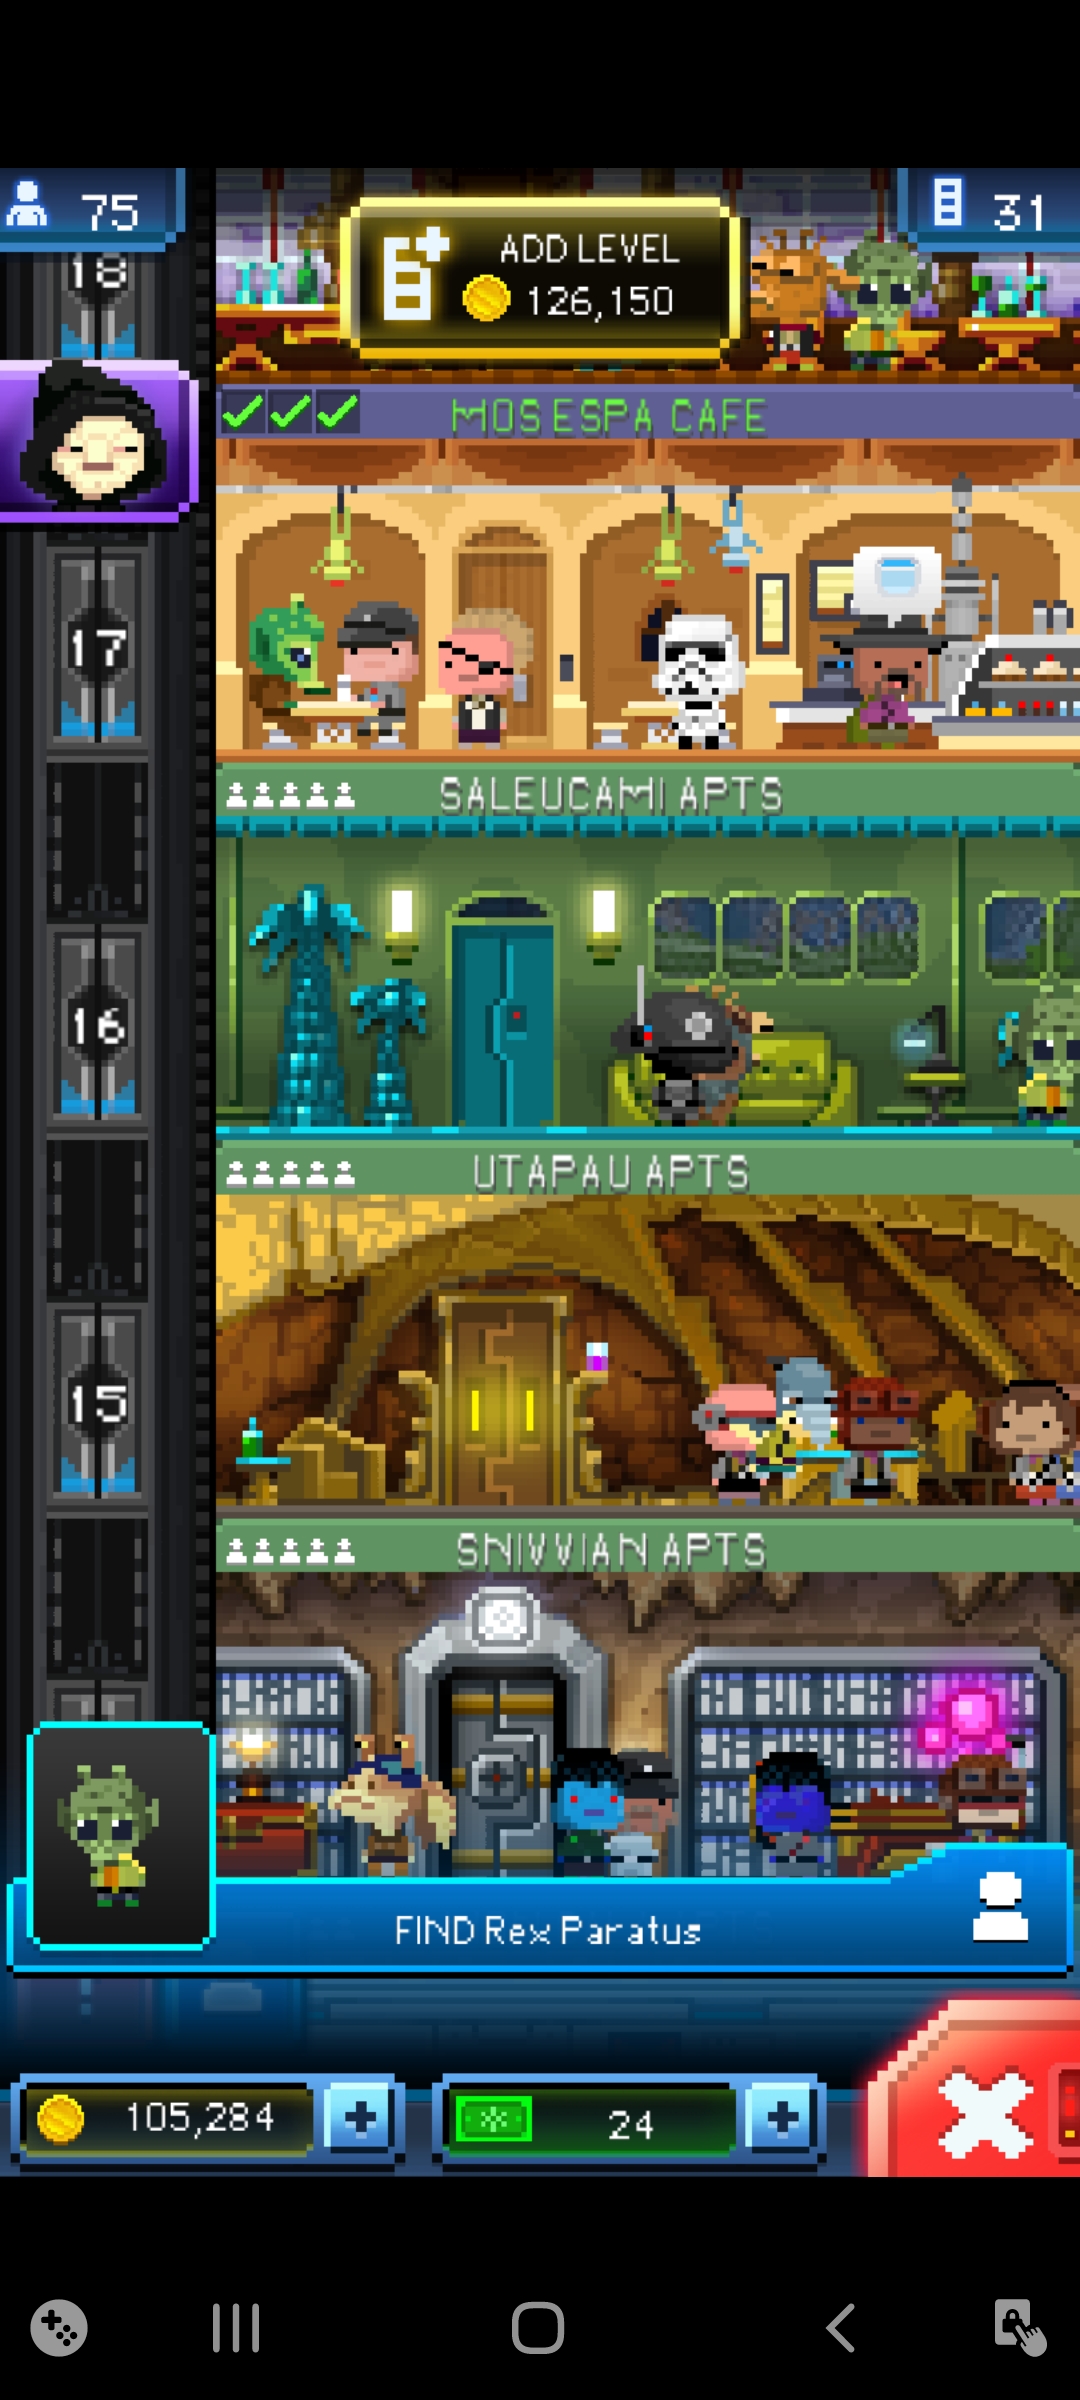 75
31
18
ADD LEVEL
126,150
MOS ESPA CAFE
17
SALEUCAMI APTS
16
UTAPAU APTS
15
SNIVVIAN APTS
FIND Rex Paratus
105,284
24